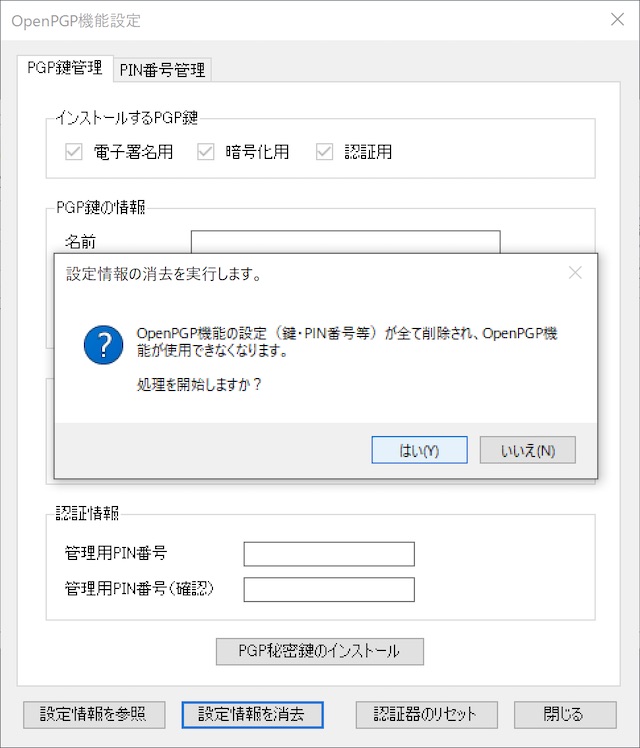 OpenPGP機能設定
PGP鍵管理
PIN番号管理
インストールするPGP鍵
電子署名用
暗号化用
認証用
PGP鍵の情報
名前
設定情報の消去を実行します。
OpenPGP機能の設定（鍵・PIN番号等）が全て削除され、OpenPGP機
能が使用できなくなります。
処理を開始しますか？
はい(Y)
いいえ(N)
認証情報
管理用PIN番号
管理用PIN番号(確認)
PGP秘密鍵のインストール
設定情報を参照
設定情報を消去
認証器のリセット
閉じる